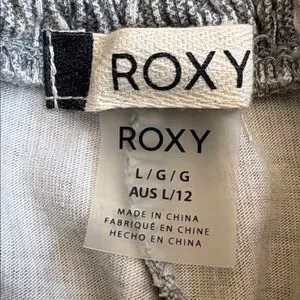 ROXY
ROXY
L / G / G
AUS L/12
MADE IN CHINA
FABRIQUÉ EN CHINE
HECHO EN CHINA